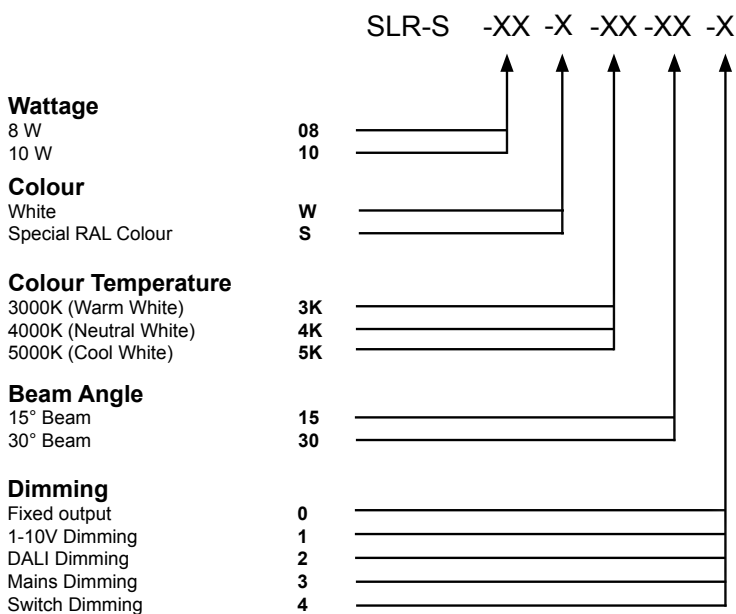 SLR-S -XX -X -XX -XX -X
Wattage
8 W 08
10 W 10
Colour
White W
Special RAL Colour S
Colour Temperature
3000K (Warm White) 3K
4000K (Neutral White) 4K
5000K (Cool White) 5K
Beam Angle
15° Beam 15
30° Beam 30
Dimming
Fixed output 0
1-10V Dimming 1
DALI Dimming 2
Mains Dimming 3
Switch Dimming 4